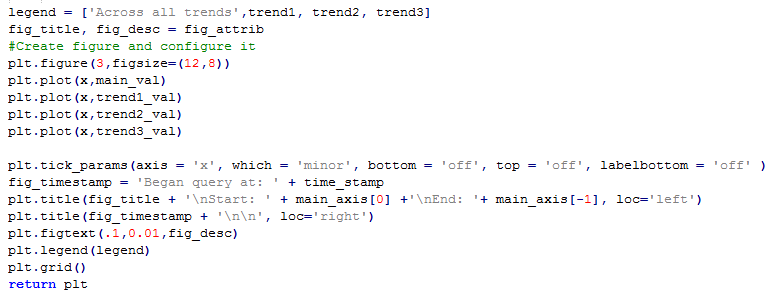 legend = ['Across all trends',trend1, trend2, trend3]
fig_title, fig_desc = fig_attrib
#Create figure and configure it
plt.figure(3,figsize=(12,8))
plt.plot(x,main_val)
plt.plot(x,trend1_val)
plt.plot(x,trend2_val)
plt.plot(x,trend3_val)
plt.tick_params(axis = 'x', which = 'minor', bottom = 'off', top = 'off', labelbottom = 'off' )
fig_timestamp = 'Began query at: ' + time_stamp
plt.title(fig_title + '\nStart: ' + main_axis[0] +'\nEnd: '+ main_axis[-1], loc='left')
plt.title(fig_timestamp + '\n\n', loc='right')
plt.figtext(.1,0.01,fig_desc)
plt.legend(legend)
plt.grid()
return plt